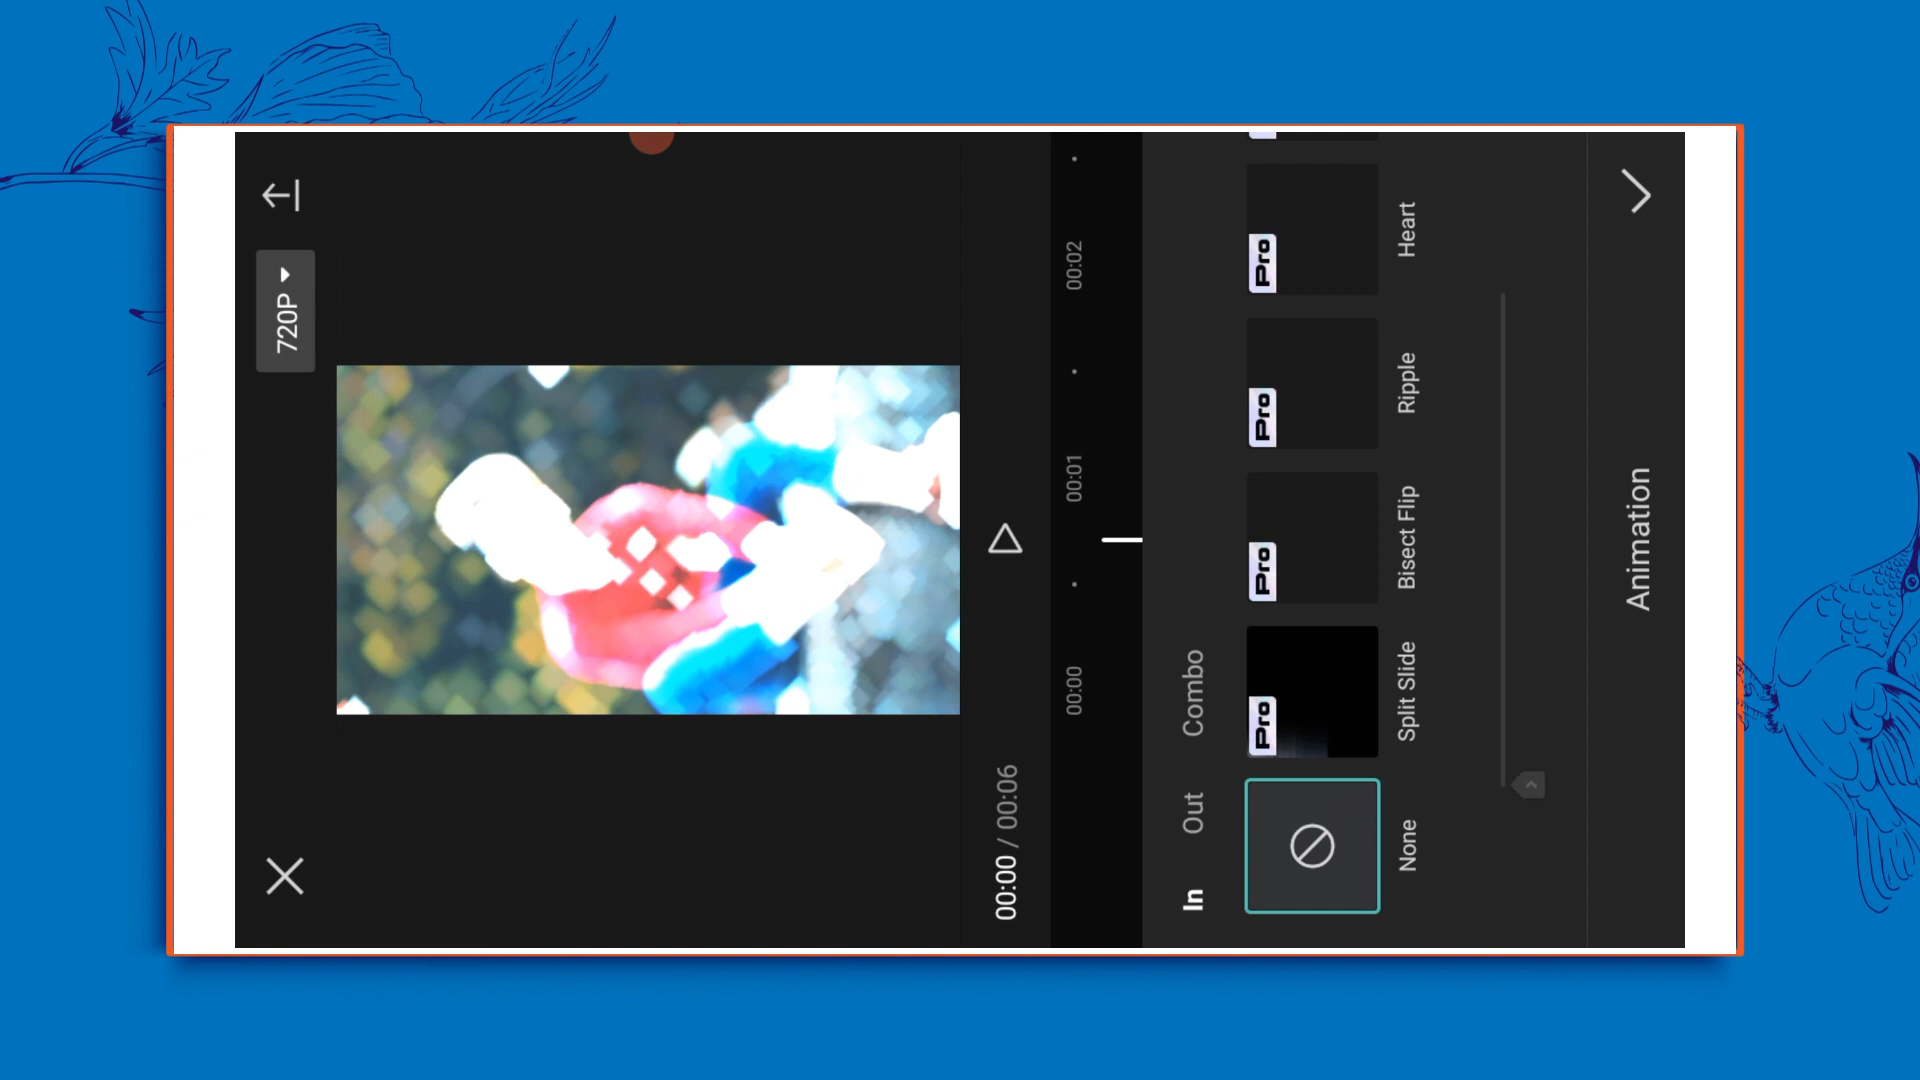 720P
00:00 / 00:06
00:00 00:01 00:02
In Out Combo
Pro Pro Pro Pro
None Split Slide Bisect Flip Ripple Heart
Animation